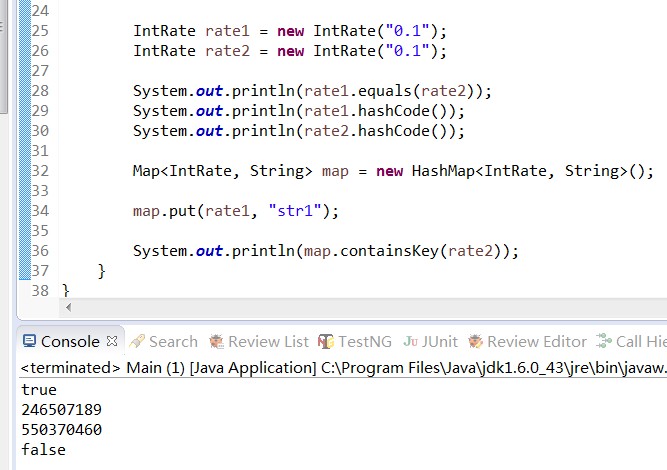 24
25 IntRate rate1 = new IntRate("0.1");
26 IntRate rate2 = new IntRate("0.1");
27
28 System.out.println(rate1.equals(rate2));
29 System.out.println(rate1.hashCode());
30 System.out.println(rate2.hashCode());
31
32 Map<IntRate, String> map = new HashMap<IntRate, String>();
33
34 map.put(rate1, "str1");
35
36 System.out.println(map.containsKey(rate2));
37 }
38 }
Console Search Review List TestNG JU JUnit Review Editor Call Hie
<terminated> Main (1) [Java Application] C:\Program Files\Java\jdk1.6.0_43\jre\bin\javaw.
true
246507189
550370460
false